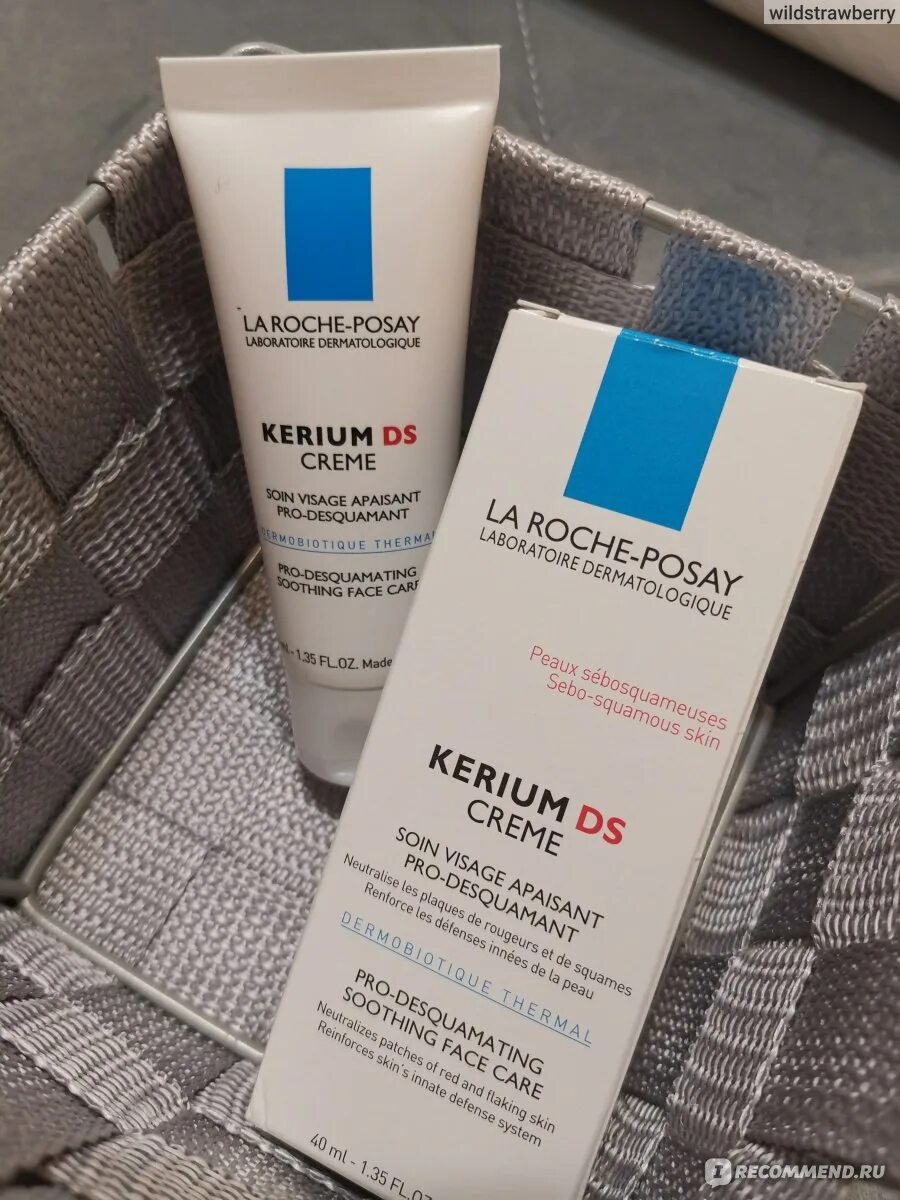 wildstrawberry
LA ROCHE-POSAY
LABORATOIRE DERMATOLOGIQUE
KERIUM DS
CREME
SOIN VISAGE APAISANT
PRO-DESQUAMANT
DERMOBIOTIQUE THERMAL
PRO-DESQUAMATING
SOOTHING FACE CARE
1.35 FL.OZ. Made
LA ROCHE-POSAY
LABORATOIRE DERMATOLOGIQUE
Peaux sébosquameuses
Sebo-squamous skin
KERIUM DS
CREME
SOIN VISAGE APAISANT
PRO-DESQUAMANT
Neutralise les plaques de rougeurs et de squames
Renforce les défenses innées de la peau
DERMOBIOTIQUE THERMAL
PRO-DESQUAMATING
SOOTHING FACE CARE
Neutralizes patches of red and flaking skin
Reinforces skin's innate defense system
40 ml - 1.35 FL.OZ
RECOMMEND.RU